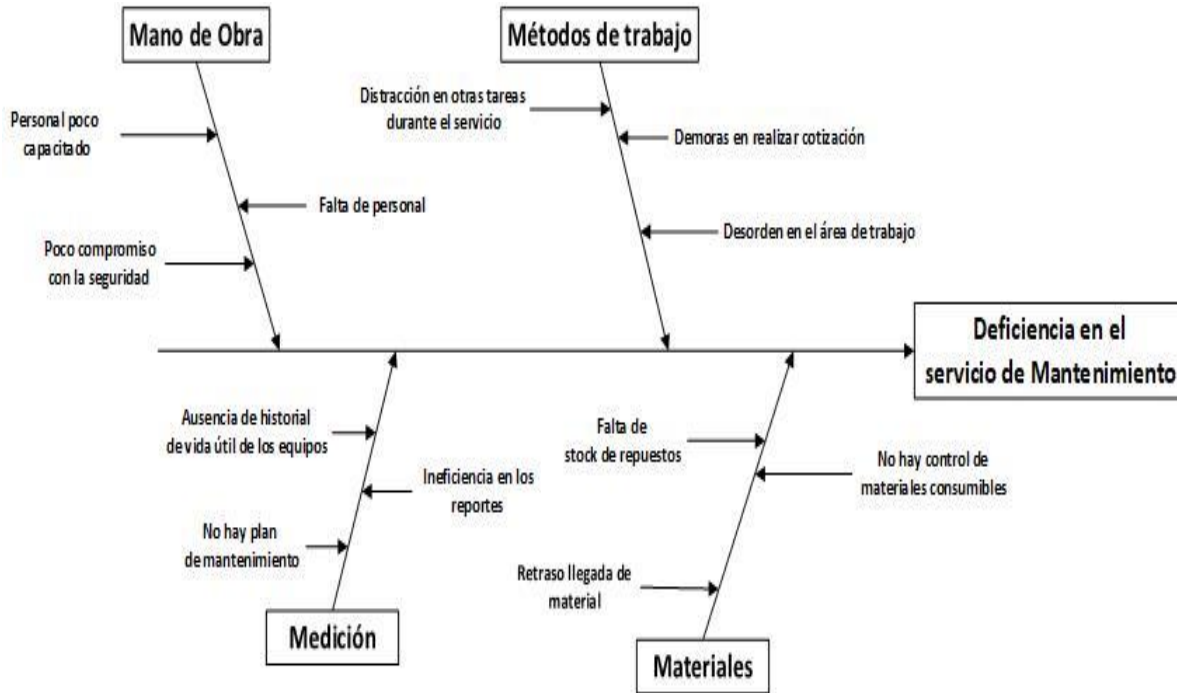 Mano de Obra
Métodos de trabajo
Personal poco
capacitado
Falta de personal
Poco compromiso
con la seguridad
Distracción en otras tareas
durante el servicio
Demoras en realizar cotización
Desorden en el área de trabajo
Deficiencia en el
servicio de Mantenimiento
Ausencia de historial
de vida útil de los equipos
Ineficiencia en los
reportes
No hay plan
de mantenimiento
Medición
Falta de
stock de repuestos
No hay control de
materiales consumibles
Retraso llegada de
material
Materiales